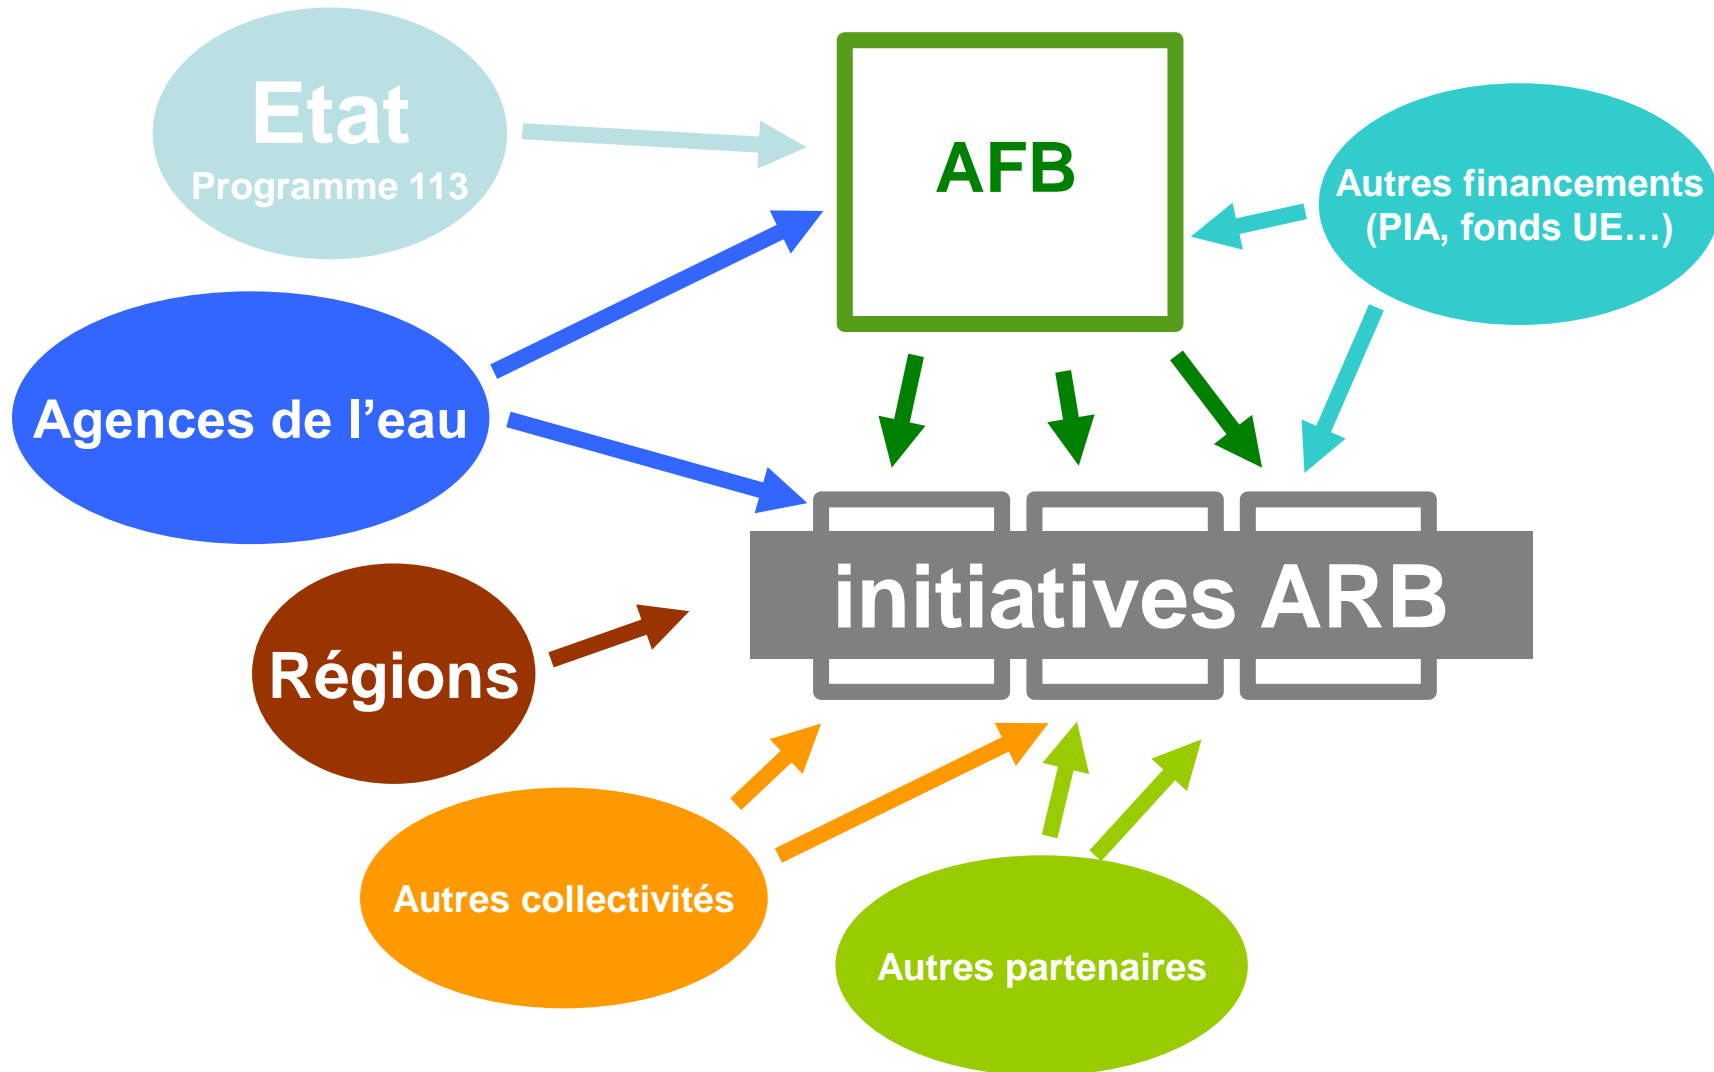 Etat
Programme 113
AFB
Autres financements
(PIA, fonds UE…)
Agences de l’eau
initiatives ARB
Régions
Autres collectivités
Autres partenaires